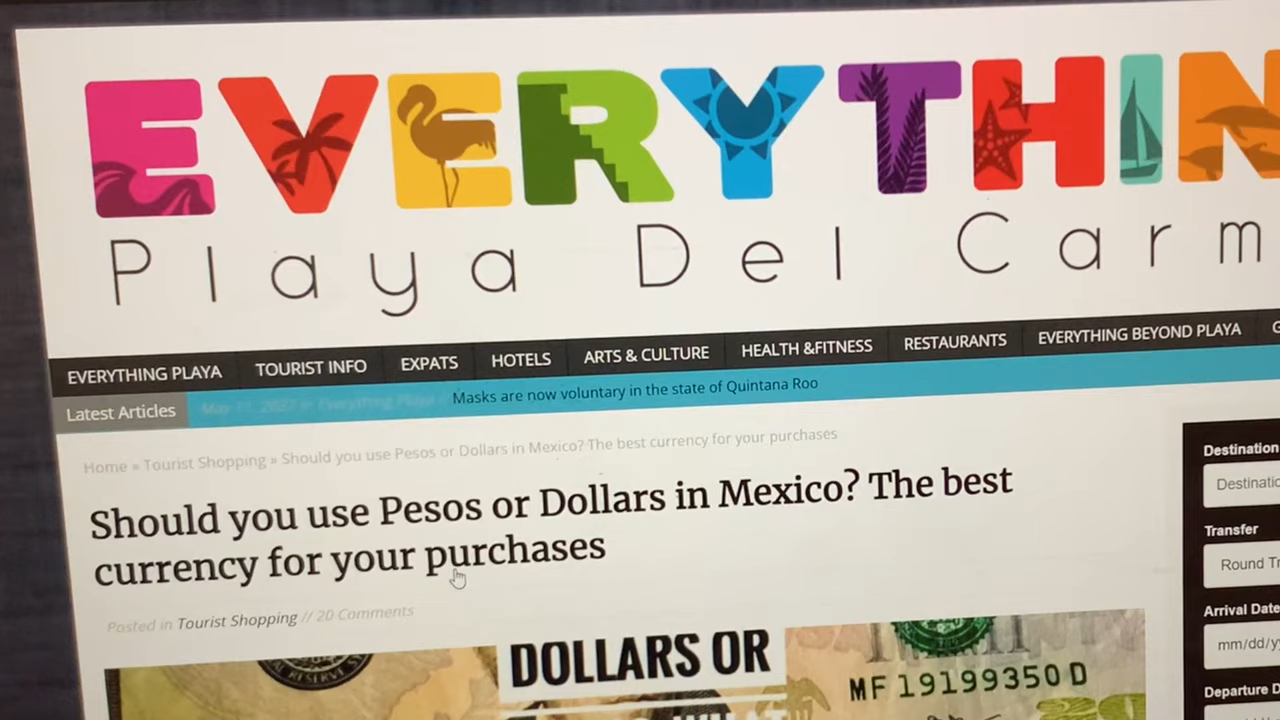 EVERYTHIN
Playa Del Carm
EVERYTHING PLAYA TOURIST INFO EXPATS HOTELS ARTS & CULTURE HEALTH &FITNESS RESTAURANTS EVERYTHING BEYOND PLAYA G
Latest Articles Masks are now voluntary in the state of Quintana Roo
Home » Tourist Shopping » Should you use Pesos or Dollars in Mexico? The best currency for your purchases
Should you use Pesos or Dollars in Mexico? The best
currency for your purchases
Posted in Tourist Shopping // 20 Comments
DOLLARS OR
MF 19199350 D
Destination
Destinatio
Transfer
Round Tr
Arrival Date
mm/dd/y
Departure D